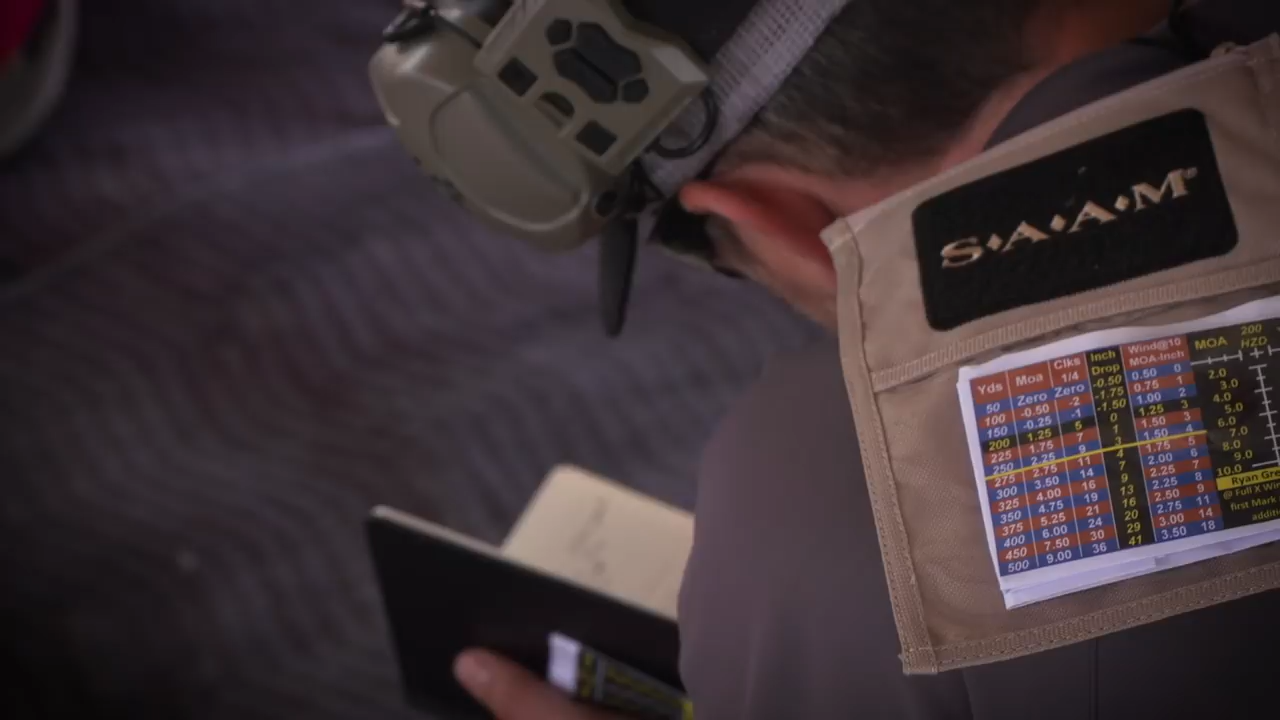 S·A·A·M®
Yds Moa Clks 1/4 Inch Drop Wind@10 MOA-Inch MOA 200 HZD
50 Zero Zero -0.50 0.50 0
100 -0.50 -2 -1.75 0.75 1
150 -0.25 -1 -1.50 1.00 2
200 1.25 5 0 1.25 3
225 1.75 7 1 1.50 3
250 2.25 9 3 1.50 4
275 2.75 11 4 1.75 5
300 3.50 14 7 2.00 6
325 4.00 16 9 2.25 7
350 4.75 19 13 2.25 8
375 5.25 21 16 2.50 9
400 6.00 24 20 2.75 11
450 7.50 30 29 3.00 14
500 9.00 36 41 3.50 18
2.0
3.0
4.0
5.0
6.0
7.0
8.0
9.0
10.0
Ryan
@ Full X
first Mark